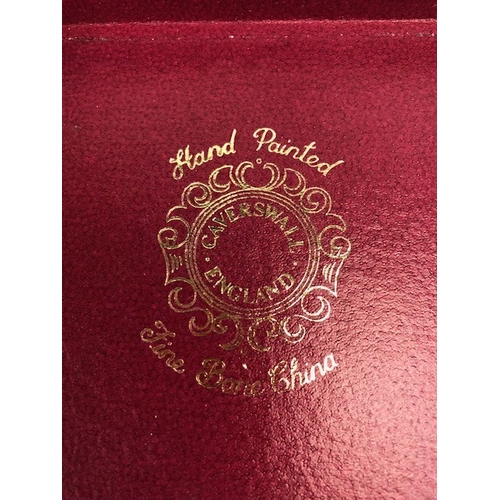 Hand Painted
CAVERSWALL
· ENGLAND ·
Fine Bone China